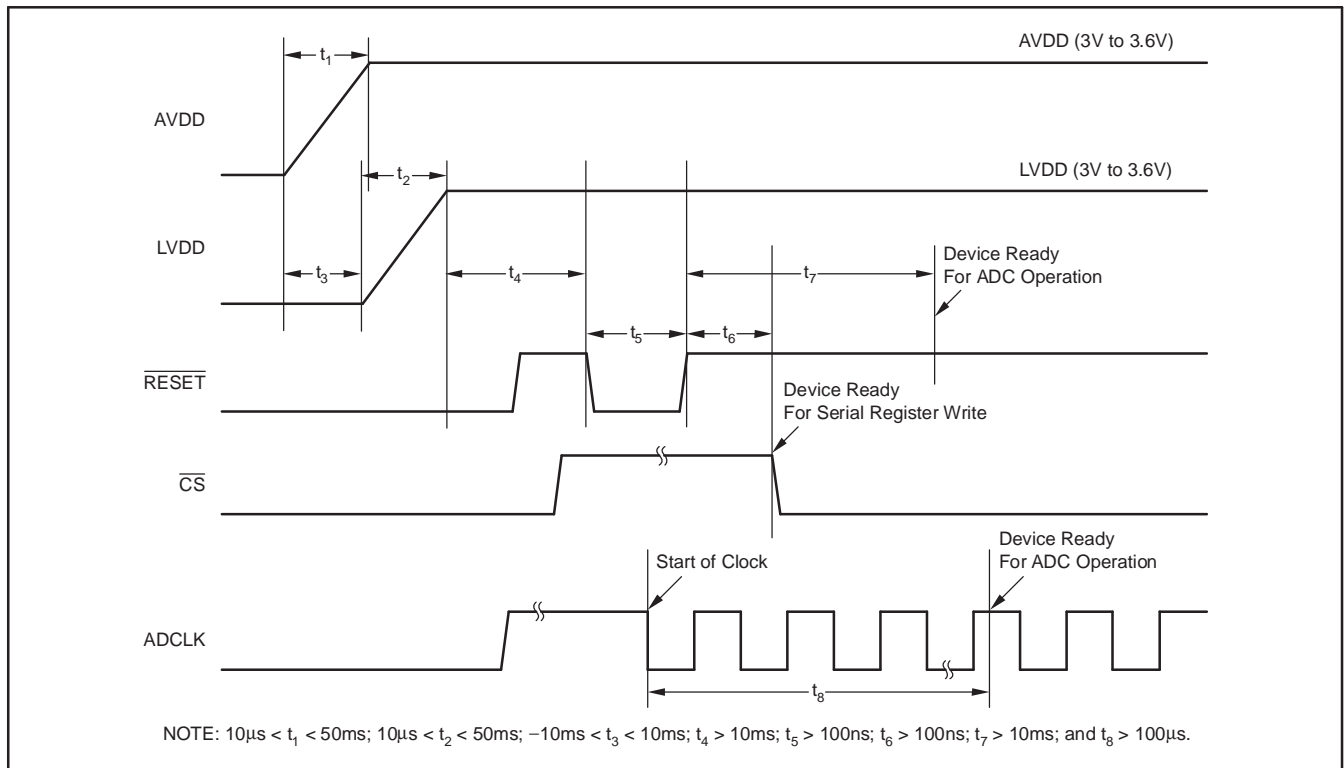 AVDD (3V to 3.6V)
t1
AVDD
t2
LVDD (3V to 3.6V)
LVDD
t3
t4
t7
Device Ready
For ADC Operation
t5
t6
RESET
Device Ready
For Serial Register Write
CS
Device Ready
For ADC Operation
Start of Clock
ADCLK
t8
NOTE: 10μs < t1 < 50ms; 10μs < t2 < 50ms; −10ms < t3 < 10ms; t4 > 10ms; t5 > 100ns; t6 > 100ns; t7 > 10ms; and t8 > 100μs.